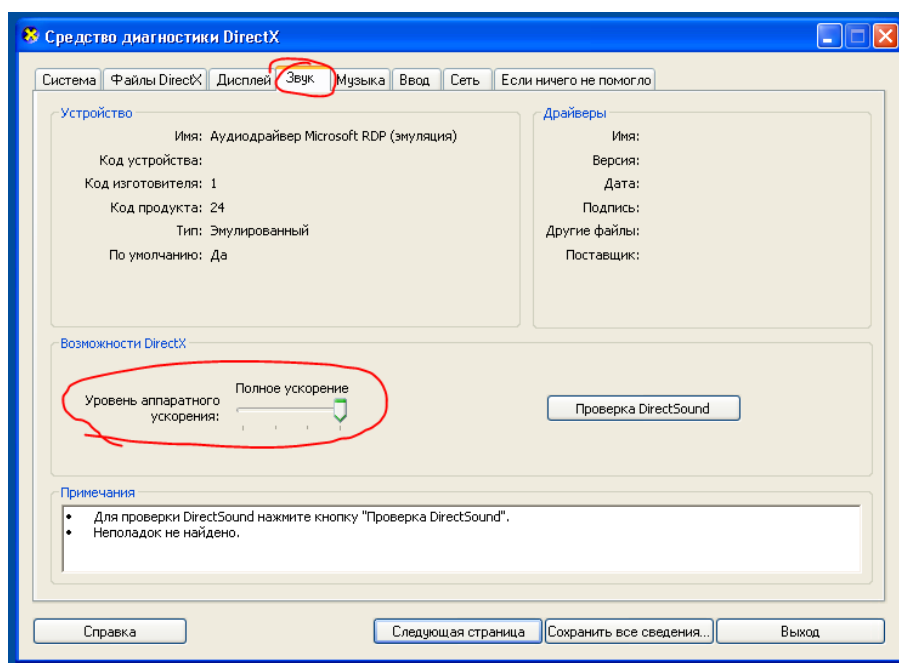 Средство диагностики DirectX
Система Файлы DirectX Дисплей Звук Музыка Ввод Сеть Если ничего не помогло
Устройство
Имя: Аудиодрайвер Microsoft RDP (эмуляция)
Код устройства:
Код изготовителя: 1
Код продукта: 24
Тип: Эмулированный
По умолчанию: Да
Драйверы
Имя:
Версия:
Дата:
Подпись:
Другие файлы:
Поставщик:
Возможности DirectX
Уровень аппаратного
ускорения:
Полное ускорение
Проверка DirectSound
Примечания
• Для проверки DirectSound нажмите кнопку "Проверка DirectSound".
• Неполадок не найдено.
Справка Следующая страница Сохранить все сведения... Выход